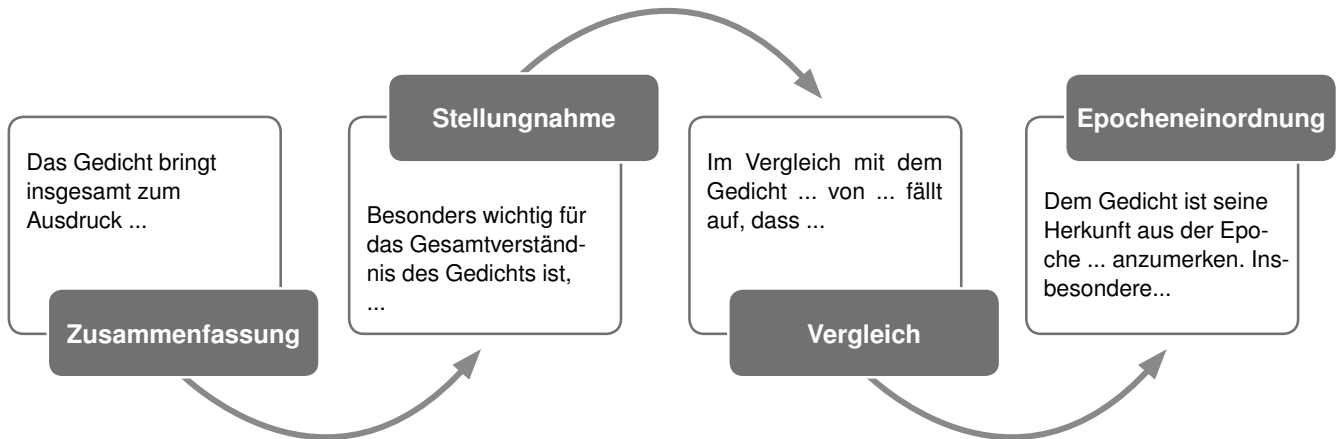 Das Gedicht bringt
insgesamt zum
Ausdruck ...
Zusammenfassung
Stellungnahme
Besonders wichtig für
das Gesamtverständ-
nis des Gedichts ist,
...
Im Vergleich mit dem
Gedicht ... von ... fällt
auf, dass ...
Vergleich
Epocheneinordnung
Dem Gedicht ist seine
Herkunft aus der Epo-
che ... anzumerken. Ins-
besondere...